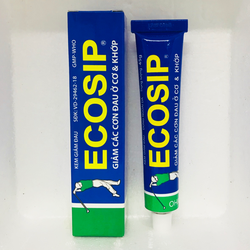 KEM GIẢM ĐAU
SĐK: VD-29462-18
GMP-WHO
ECOSIP®
GIẢM CÁC CƠN ĐAU Ở CƠ & KHỚP
ECOSIP®
GIẢM CÁC CƠN ĐAU Ở CƠ & KHỚP